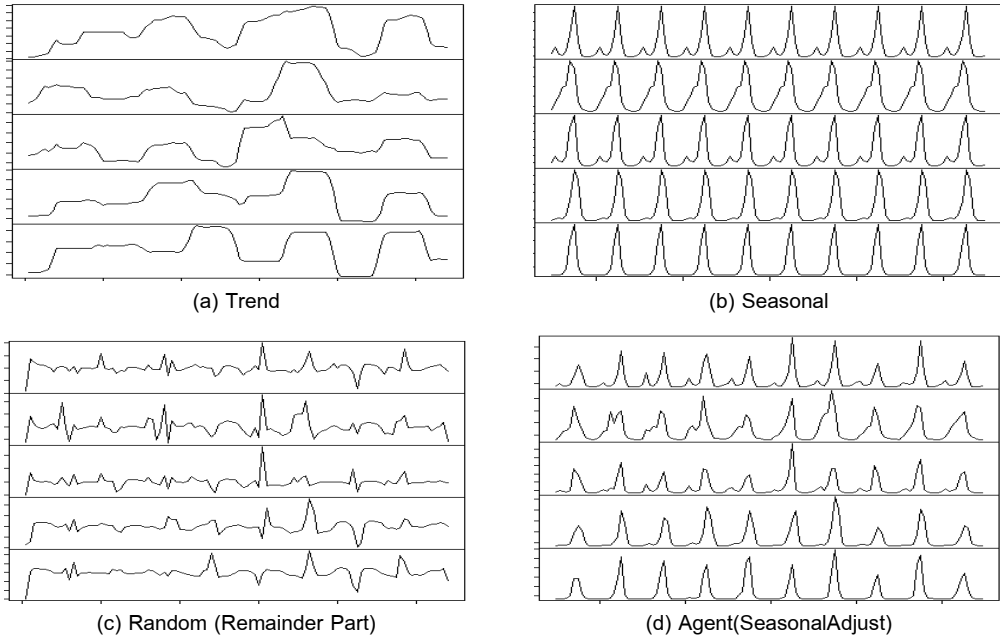 (a) Trend
(b) Seasonal
(c) Random (Remainder Part)
(d) Agent(SeasonalAdjust)